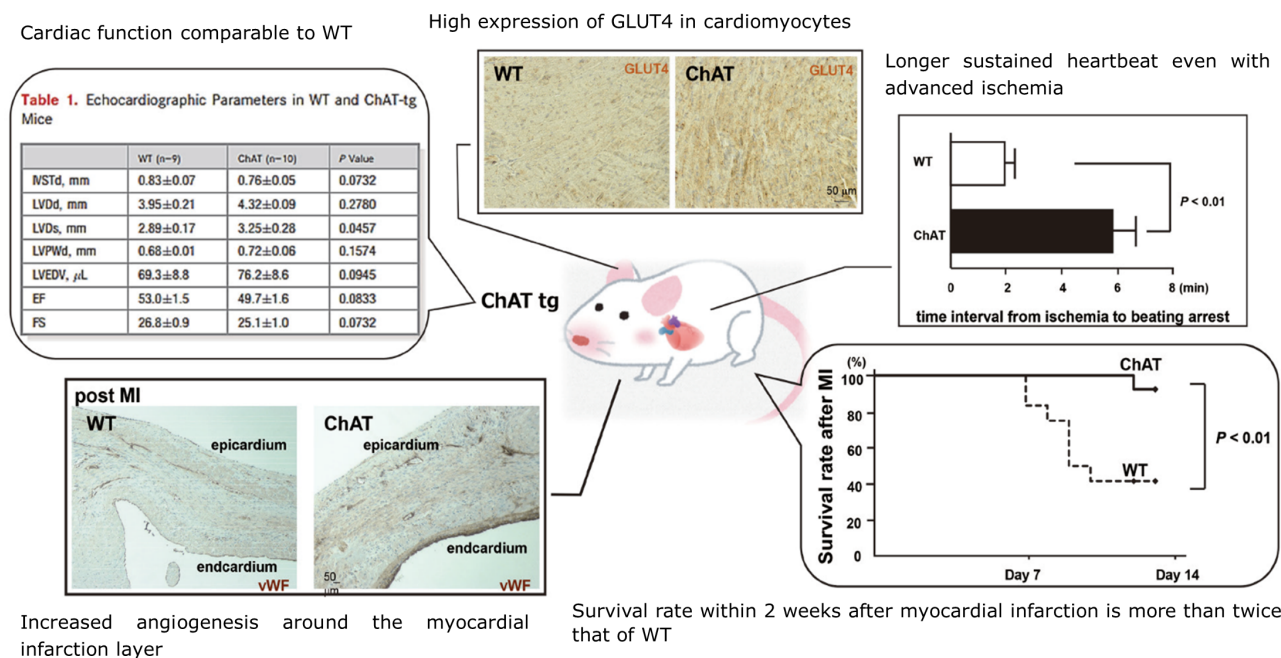 Cardiac function comparable to WT
High expression of GLUT4 in cardiomyocytes
Longer sustained heartbeat even with
advanced ischemia
Table 1. Echocardiographic Parameters in WT and ChAT-tg
Mice
WT (n-9) ChAT (n-10) P Value
IVSTd, mm 0.83±0.07 0.76±0.05 0.0732
LVDd, mm 3.95±0.21 4.32±0.09 0.2780
LVDs, mm 2.89±0.17 3.25±0.28 0.0457
LVPWd, mm 0.68±0.01 0.72±0.06 0.1574
LVEDV, μL 69.3±8.8 76.2±8.6 0.0945
EF 53.0±1.5 49.7±1.6 0.0833
FS 26.8±0.9 25.1±1.0 0.0732
WT GLUT4 ChAT GLUT4
50 μm
WT
ChAT
P < 0.01
0 2 4 6 8 (min)
time interval from ischemia to beating arrest
ChAT tg
post MI
WT
epicardium
endcardium
vWF
ChAT
epicardium
endcardium
50
μm
vWF
Survival rate after MI
(%)
100
80
60
40
20
0
ChAT
WT
P < 0.01
Day 7 Day 14
Increased angiogenesis around the myocardial
infarction layer
Survival rate within 2 weeks after myocardial infarction is more than twice
that of WT